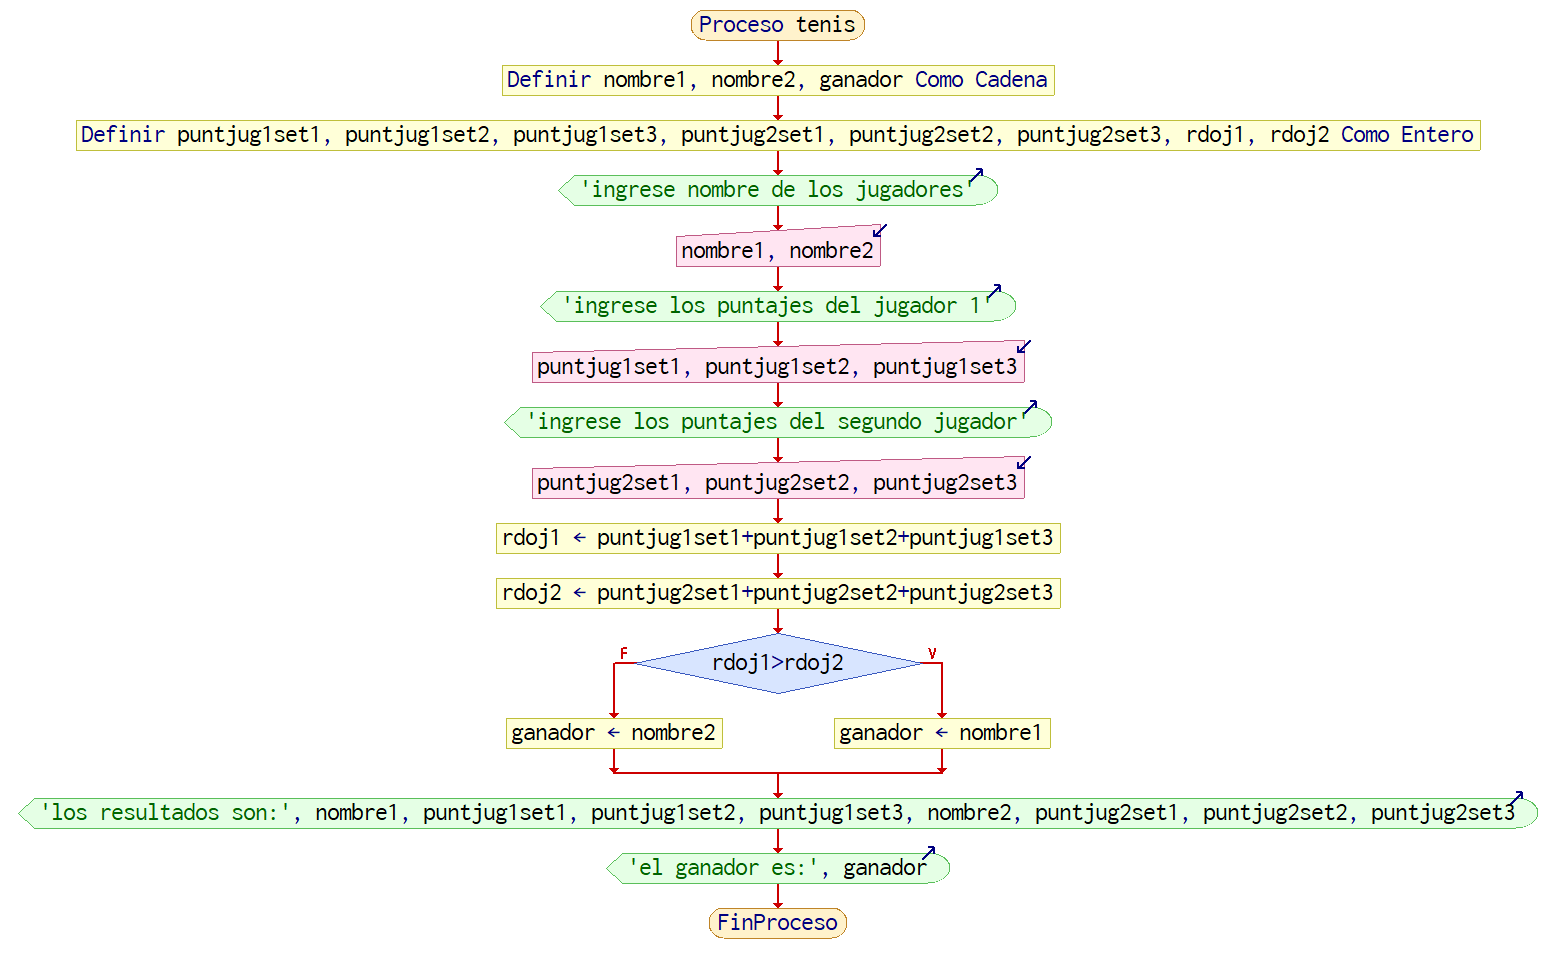 Proceso tenis
Definir nombre1, nombre2, ganador Como Cadena
Definir puntjug1set1, puntjug1set2, puntjug1set3, puntjug2set1, puntjug2set2, puntjug2set3, rdoj1, rdoj2 Como Entero
'ingrese nombre de los jugadores'
nombre1, nombre2
'ingrese los puntajes del jugador 1'
puntjug1set1, puntjug1set2, puntjug1set3
'ingrese los puntajes del segundo jugador'
puntjug2set1, puntjug2set2, puntjug2set3
rdoj1 ← puntjug1set1+puntjug1set2+puntjug1set3
rdoj2 ← puntjug2set1+puntjug2set2+puntjug2set3
F rdoj1>rdoj2 V
ganador ← nombre2 ganador ← nombre1
'los resultados son:', nombre1, puntjug1set1, puntjug1set2, puntjug1set3, nombre2, puntjug2set1, puntjug2set2, puntjug2set3
'el ganador es:', ganador
FinProceso